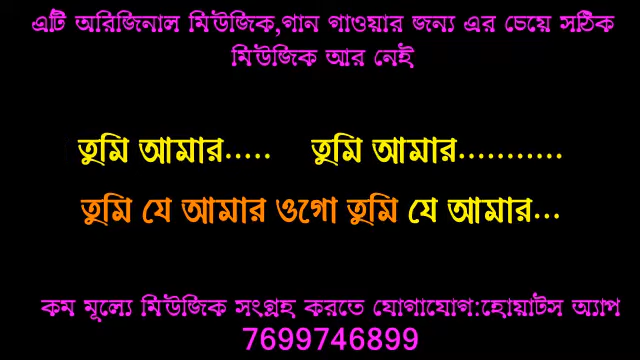 এটি অরিজিনাল মিউজিক,গান গাওয়ার জন্য এর চেয়ে সঠিক
মিউজিক আর নেই
তুমি আমার..... তুমি আমার...........
তুমি যে আমার ওগো তুমি যে আমার...
কম মূল্যে মিউজিক সংগ্রহ করতে যোগাযোগ:হোয়াটস অ্যাপ
7699746899